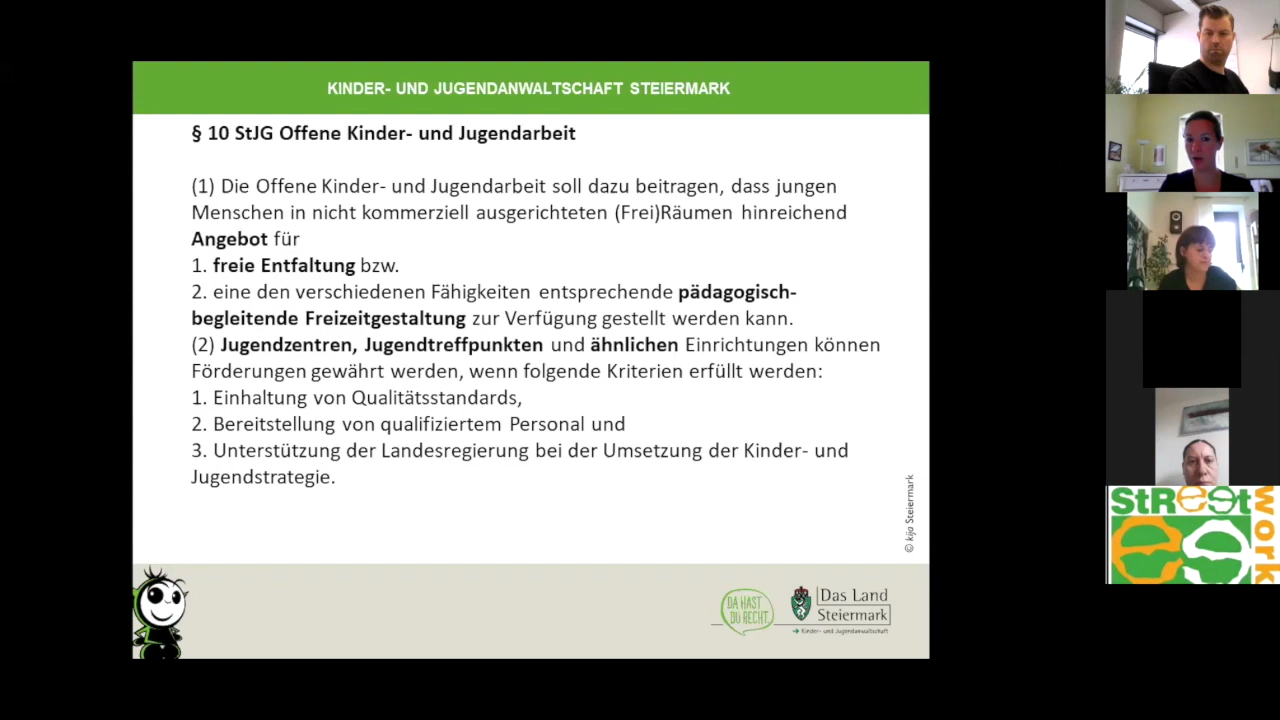 KINDER- UND JUGENDANWALTSCHAFT STEIERMARK
§ 10 StJG Offene Kinder- und Jugendarbeit
(1) Die Offene Kinder- und Jugendarbeit soll dazu beitragen, dass jungen
Menschen in nicht kommerziell ausgerichteten (Frei)Räumen hinreichend
Angebot für
1. freie Entfaltung bzw.
2. eine den verschiedenen Fähigkeiten entsprechende pädagogisch-
begleitende Freizeitgestaltung zur Verfügung gestellt werden kann.
(2) Jugendzentren, Jugendtreffpunkten und ähnlichen Einrichtungen können
Förderungen gewährt werden, wenn folgende Kriterien erfüllt werden:
1. Einhaltung von Qualitätsstandards,
2. Bereitstellung von qualifiziertem Personal und
3. Unterstützung der Landesregierung bei der Umsetzung der Kinder- und
Jugendstrategie.
© kija Steiermark
DA HAST
DU RECHT
Das Land
Steiermark
→ Kinder- und Jugendanwaltschaft
StReet
work